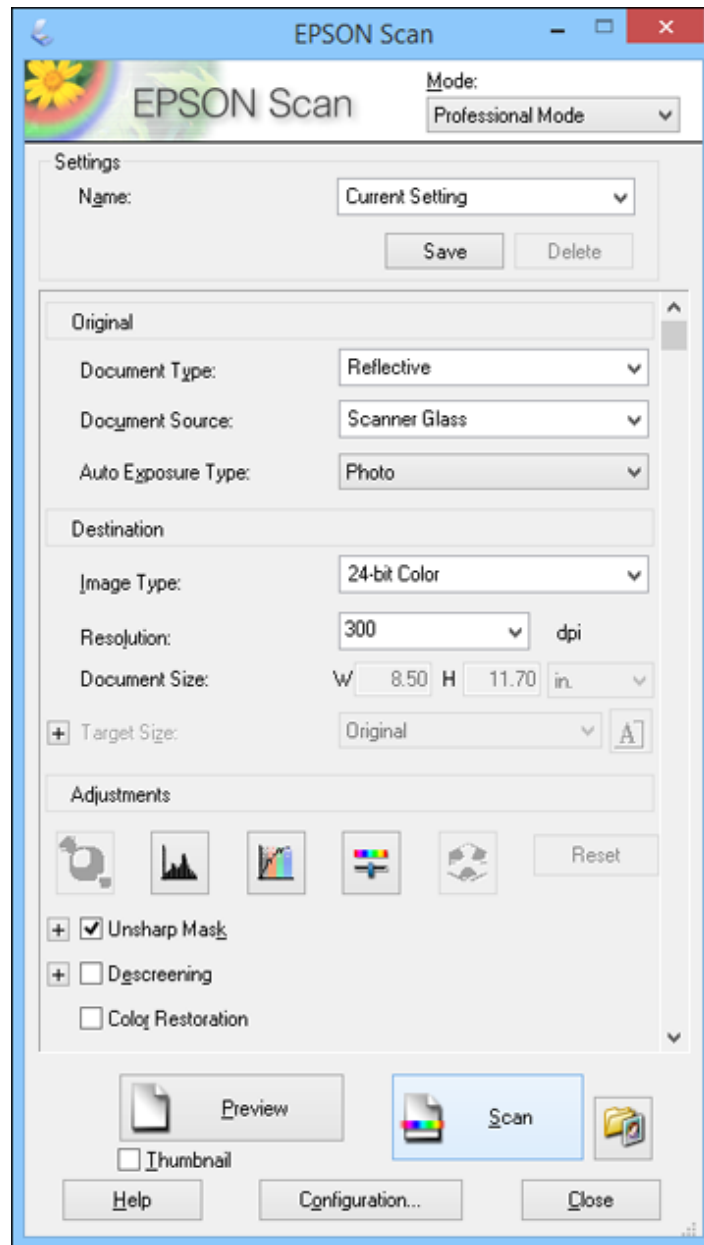 EPSON Scan
EPSON Scan
Mode:
Professional Mode
Settings
Name:
Current Setting
Save Delete
Original
Document Type: Reflective
Document Source: Scanner Glass
Auto Exposure Type: Photo
Destination
Image Type: 24-bit Color
Resolution: 300 dpi
Document Size: W 8.50 H 11.70 in.
Target Size: Original A
Adjustments
Reset
Unsharp Mask
Descreening
Color Restoration
Preview Scan
Thumbnail
Help Configuration... Close